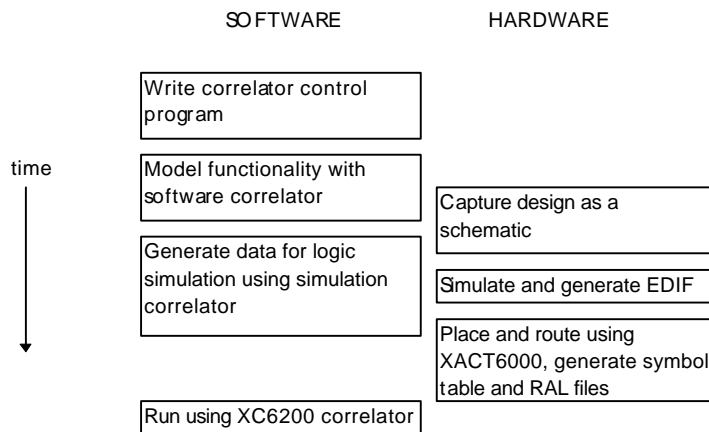 SOFTWARE
HARDWARE
Write correlator control
program
time
Model functionality with
software correlator
Capture design as a
schematic
Generate data for logic
simulation using simulation
correlator
Simulate and generate EDIF
Place and route using
XACT6000, generate symbol
table and RAL files
Run using XC6200 correlator